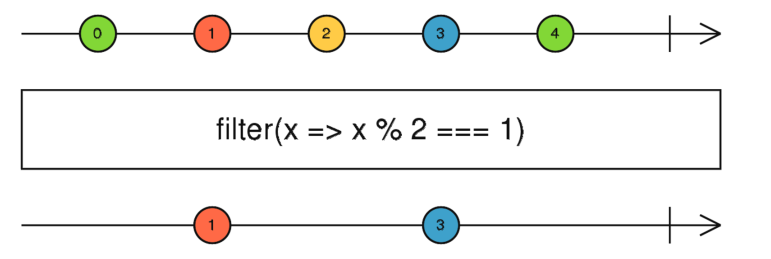 0 1 2 3 4
filter(x => x % 2 === 1)
1 3